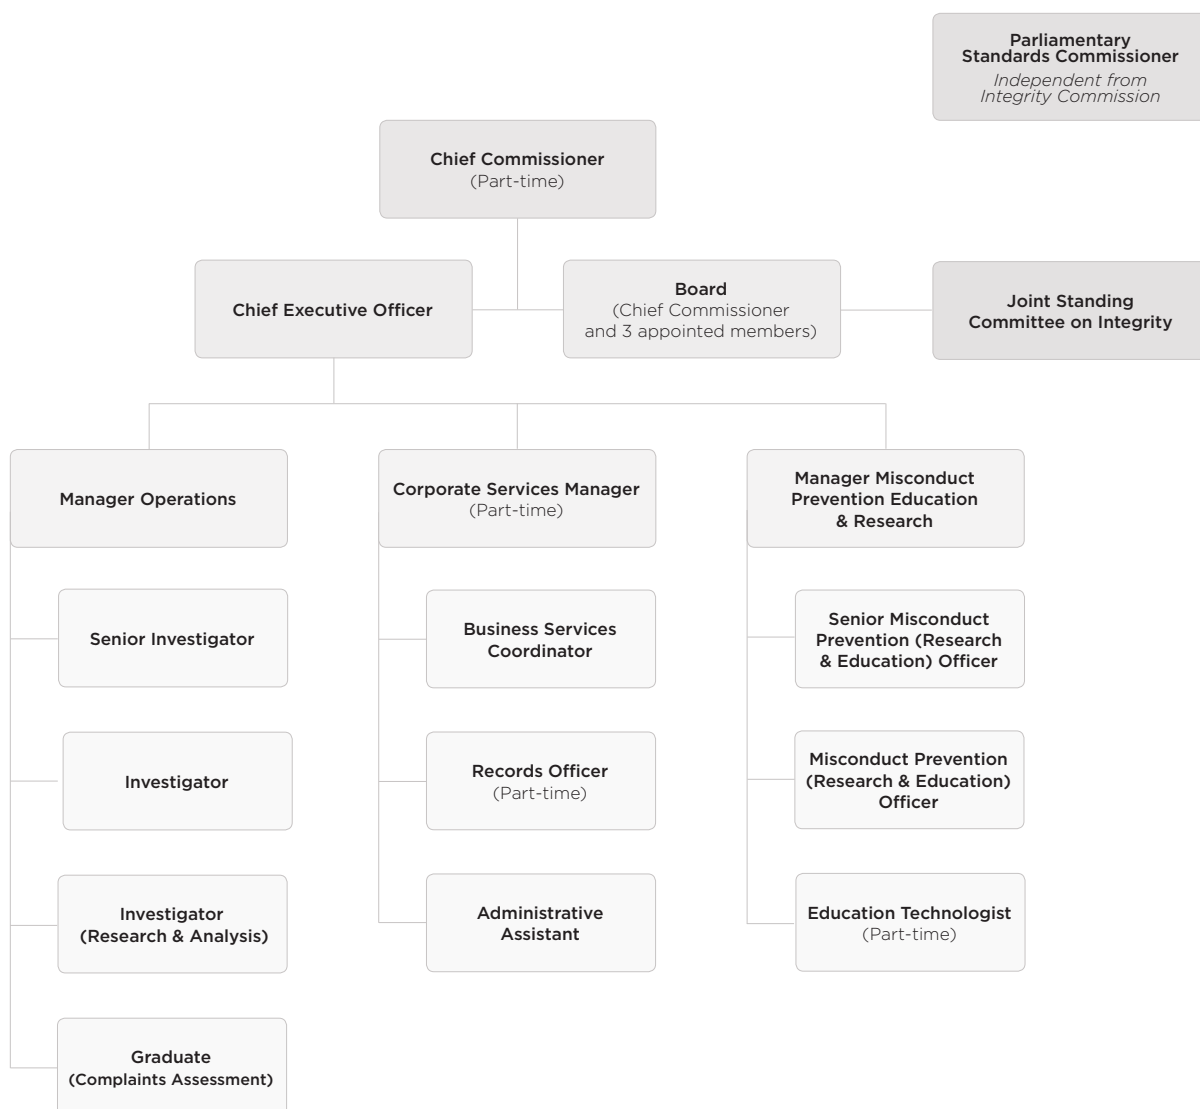 Parliamentary
Standards Commissioner
Independent from
Integrity Commission
Chief Commissioner
(Part-time)
Chief Executive Officer
Board
(Chief Commissioner
and 3 appointed members)
Joint Standing
Committee on Integrity
Manager Operations
Corporate Services Manager
(Part-time)
Manager Misconduct
Prevention Education
& Research
Senior Investigator
Business Services
Coordinator
Senior Misconduct
Prevention (Research
& Education) Officer
Investigator
Records Officer
(Part-time)
Misconduct Prevention
(Research & Education)
Officer
Investigator
(Research & Analysis)
Administrative
Assistant
Education Technologist
(Part-time)
Graduate
(Complaints Assessment)